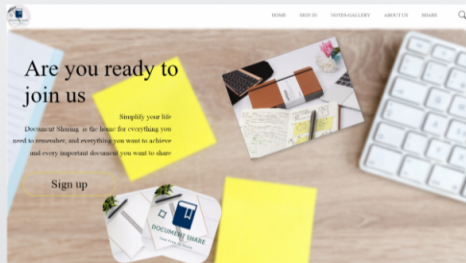 HOME SIGN IN NOTES-GALLERY ABOUT US SHARE
Are you ready to
join us
Simplify your life
Document Sharing is the home for everything you
need to remember, and everything you want to achieve
and every important document you want to share
Sign up
DOCUMENT SHARE